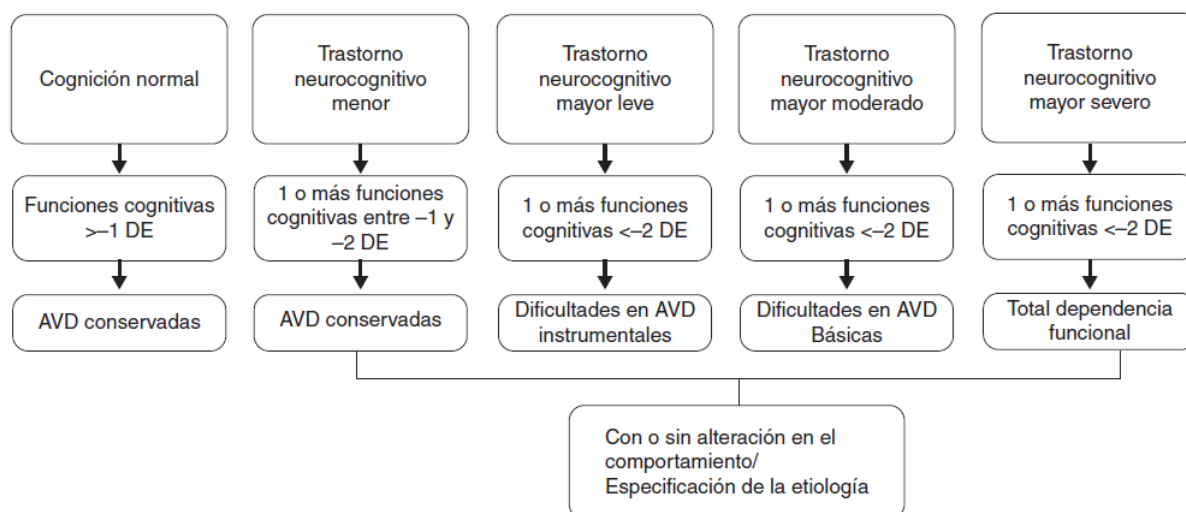 Cognición normal
Trastorno
neurocognitivo
menor
Trastorno
neurocognitivo
mayor leve
Trastorno
neurocognitivo
mayor moderado
Trastorno
neurocognitivo
mayor severo
Funciones cognitivas
>–1 DE
1 o más funciones
cognitivas entre –1 y
–2 DE
1 o más funciones
cognitivas <–2 DE
1 o más funciones
cognitivas <–2 DE
1 o más funciones
cognitivas <–2 DE
AVD conservadas
AVD conservadas
Dificultades en AVD
instrumentales
Dificultades en AVD
Básicas
Total dependencia
funcional
Con o sin alteración en el
comportamiento/
Especificación de la etiología